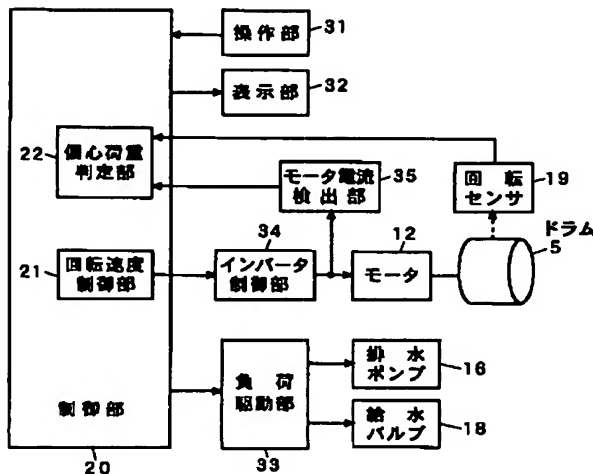 操作部
31
表示部
32
22
偏心荷重
判定部
モータ電流
検出部
35
回転
センサ
19
ドラム
5
21
回転速度
制御部
34
インバータ
制御部
12
モータ
制御部
20
負荷
駆動部
33
排水
ポンプ
16
給水
バルブ
18